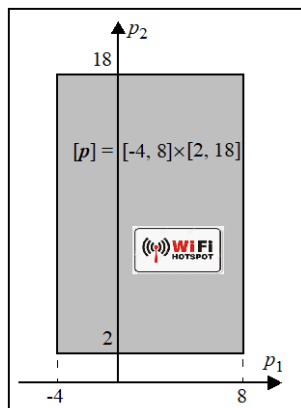 p₂
18
[p] = [-4, 8]×[2, 18]
WiFi
HOTSPOT
2
p₁
-4 8